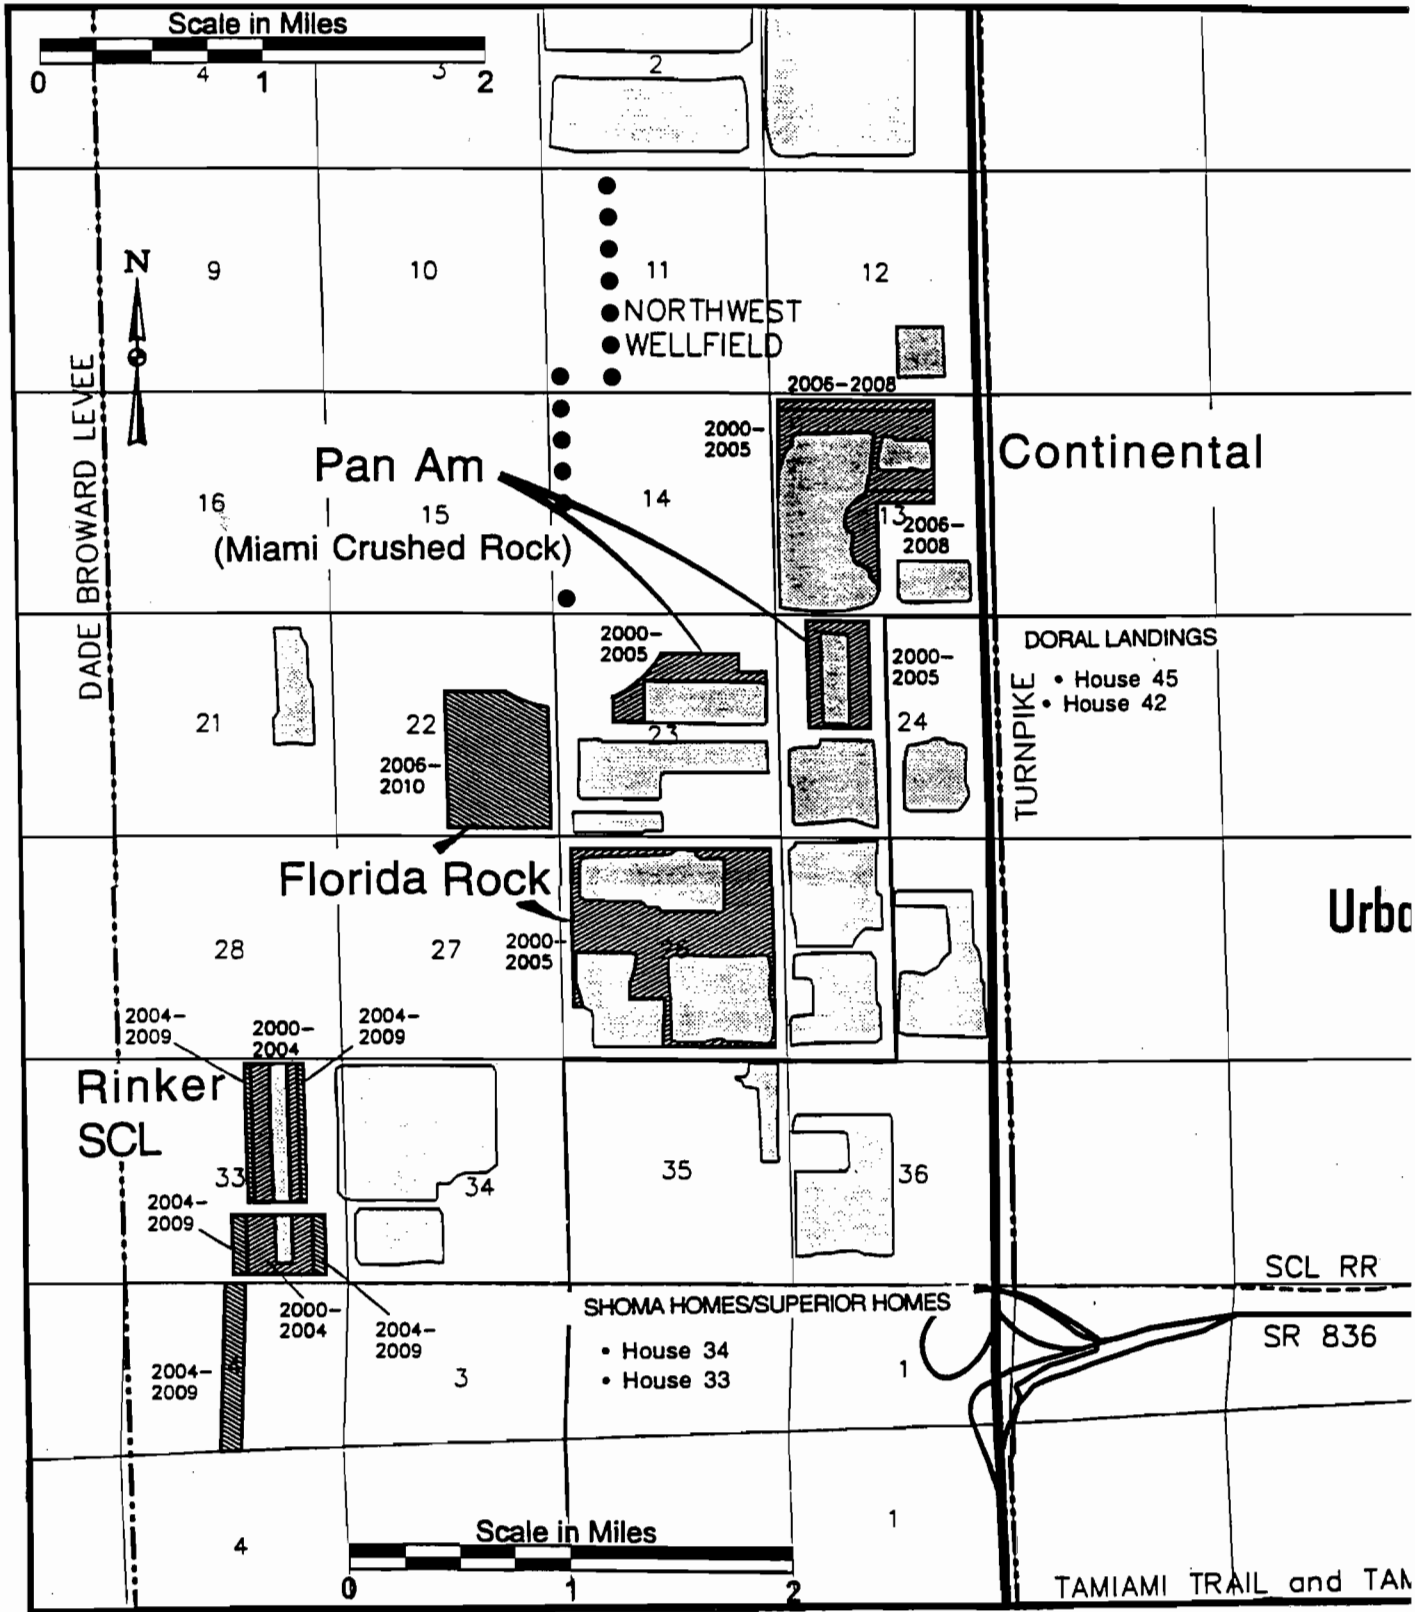 Scale in Miles
0 1 2
4 3 2
N
9 10 11 12
NORTHWEST
WELLFIELD
DADE BROWARD LEVEE
2006-2008
2000-
2005
Continental
Pan Am
16 15 14 13
(Miami Crushed Rock)
2006-
2008
2000-
2005
2000-
2005
DORAL LANDINGS
• House 45
• House 42
TURNPIKE
21 22 23 24
2006-
2010
Florida Rock
Urba
28 27 26
2000-
2005
2004-
2009
2000-
2004
2004-
2009
Rinker
SCL
33 34 35 36
2004-
2009
SCL RR
SHOMA HOMES/SUPERIOR HOMES
2000-
2004
2004-
2009
SR 836
• House 34
• House 33
2004-
2009
4 3 1
Scale in Miles
0 1 2
4 1
TAMIAMI TRAIL and TAM